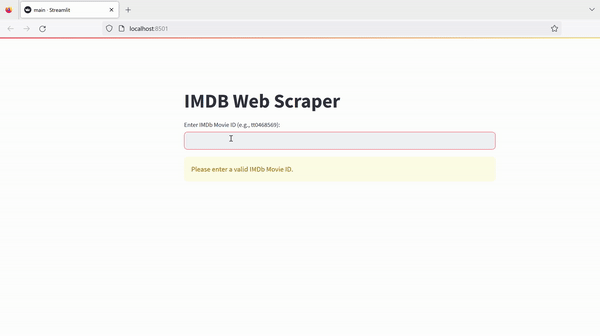 main · Streamlit
localhost:8501
IMDB Web Scraper
Enter IMDb Movie ID (e.g., tt0468569):
Please enter a valid IMDb Movie ID.